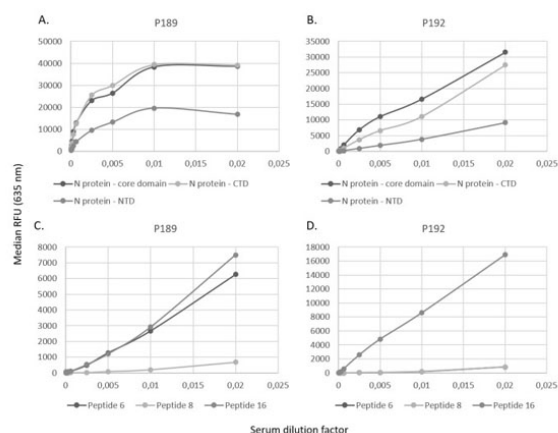 A. P189
40000
35000
30000
25000
20000
15000
10000
5000
0
0 0,005 0,01 0,015 0,02 0,025
N protein - core domain N protein - CTD
N protein - NTD
B. P192
35000
30000
25000
20000
15000
10000
5000
0
0 0,005 0,01 0,015 0,02 0,025
N protein - core domain N protein - CTD
N protein - NTD
Median RFU (635 nm)
C. P189
8000
7000
6000
5000
4000
3000
2000
1000
0
0 0,005 0,01 0,015 0,02 0,025
Peptide 6 Peptide 8 Peptide 16
D. P192
18000
16000
14000
12000
10000
8000
6000
4000
2000
0
0 0,005 0,01 0,015 0,02 0,025
Peptide 6 Peptide 8 Peptide 16
Serum dilution factor